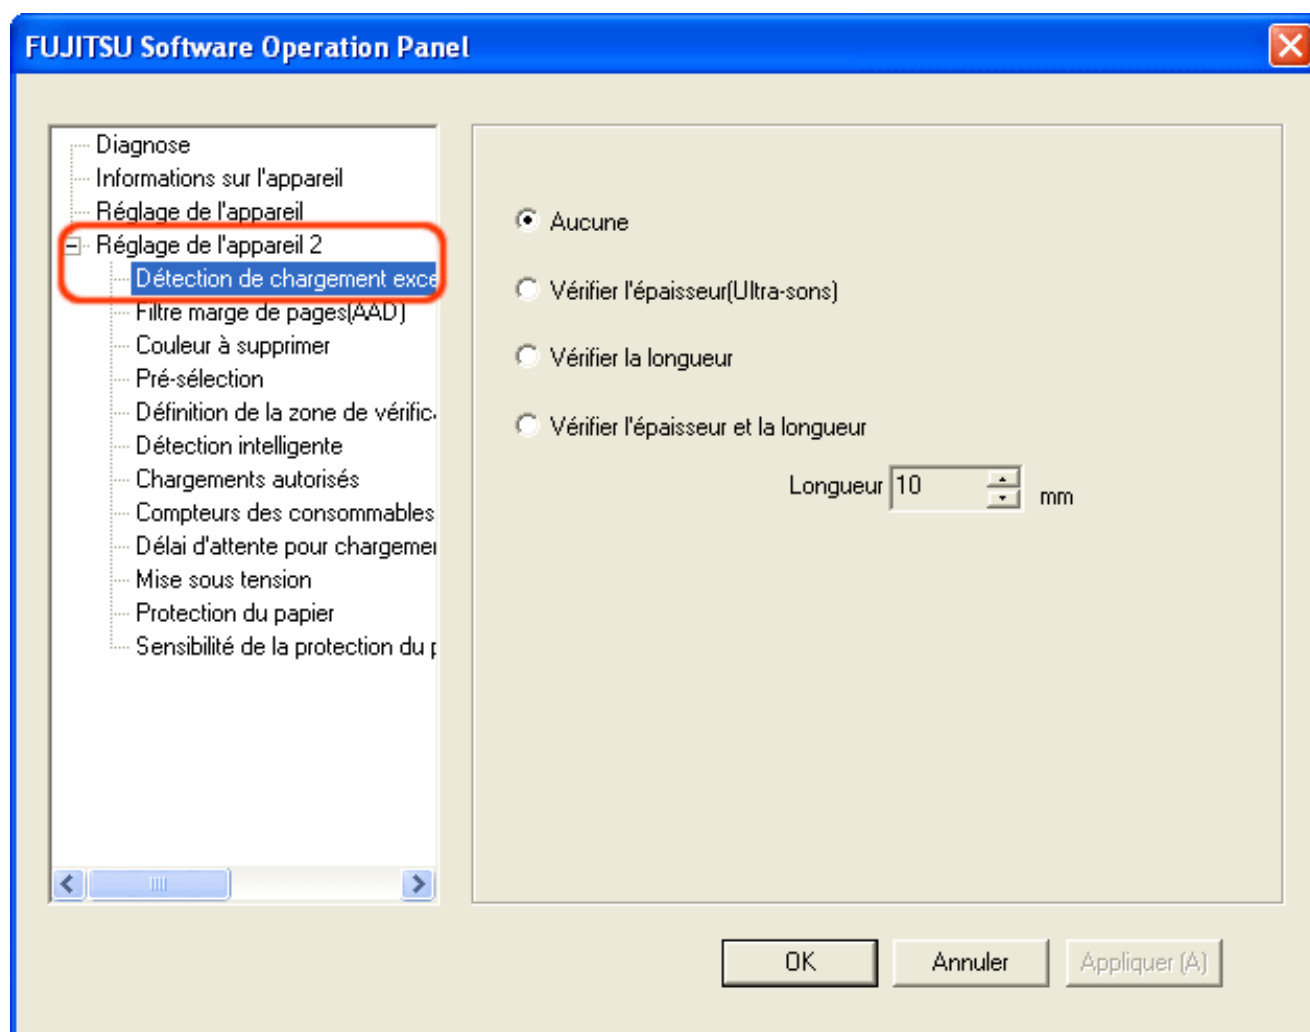 FUJITSU Software Operation Panel
Diagnose
Informations sur l'appareil
Réglage de l'appareil
Réglage de l'appareil 2
Détection de chargement exce
Filtre marge de pages(AAD)
Couleur à supprimer
Pré-sélection
Définition de la zone de vérific
Détection intelligente
Chargements autorisés
Compteurs des consommables
Délai d'attente pour chargemer
Mise sous tension
Protection du papier
Sensibilité de la protection du p
Aucune
Vérifier l'épaisseur(Ultra-sons)
Vérifier la longueur
Vérifier l'épaisseur et la longueur
Longueur 10 mm
OK Annuler Appliquer (A)